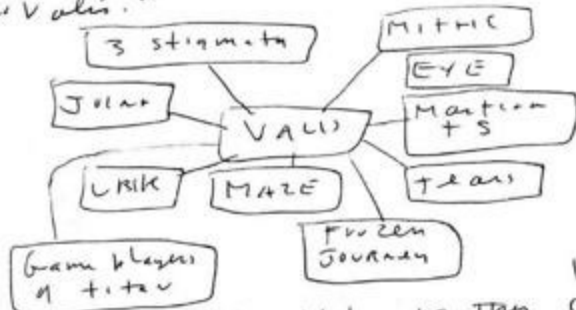 "Valis."
3 stigmata
MITHC
EYE
Joint
VALIS
Martian
T S
UBIK
MAZE
tears
Frozen
JOURNEY
Game players
of titan